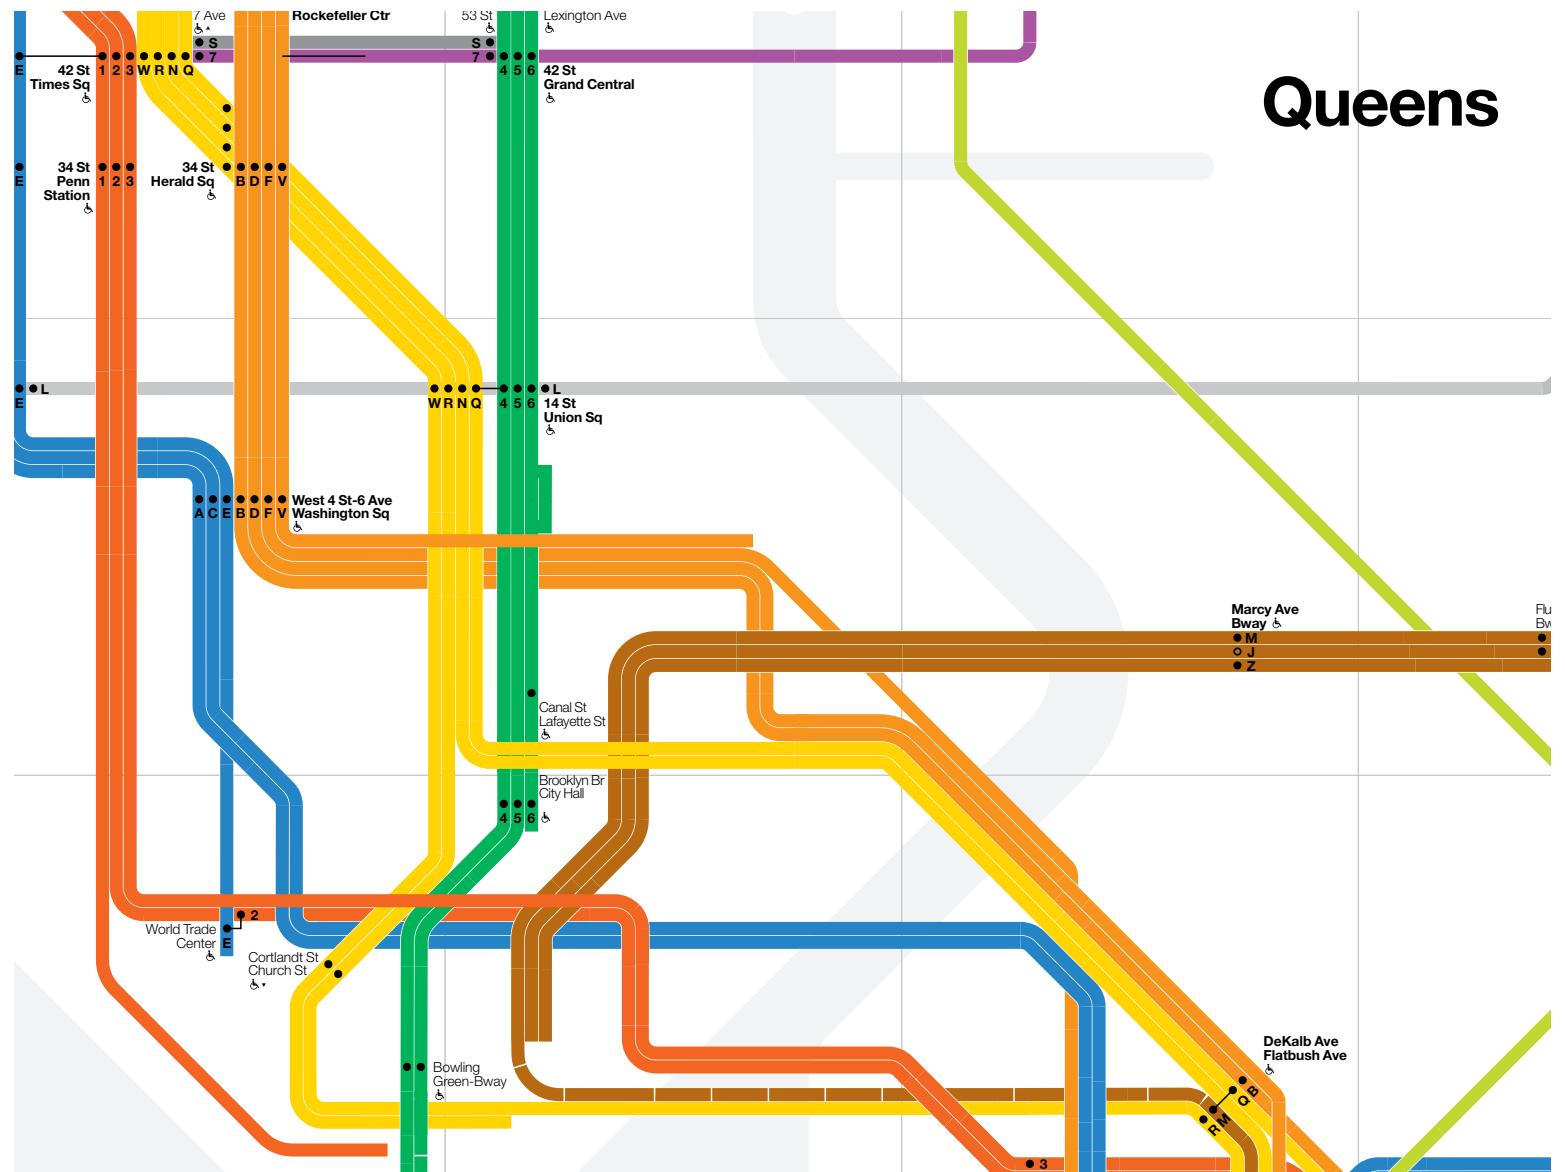 7 Ave
Rockefeller Ctr
53 St
Lexington Ave
S
S
7
7
E
42 St
Times Sq
1 2 3 W R N Q
4 5 6
42 St
Grand Central
Queens
E
34 St
Penn
Station
1 2 3
34 St
Herald Sq
B D F V
L
E
W R N Q
4 5 6
L
14 St
Union Sq
A C E B D F V
West 4 St-6 Ave
Washington Sq
Marcy Ave
Bway
M
J
Z
Canal St
Lafayette St
Brooklyn Br
City Hall
4 5 6
2
World Trade
Center
E
Cortlandt St
Church St
Bowling
Green-Bway
DeKalb Ave
Flatbush Ave
Q B
R M
3